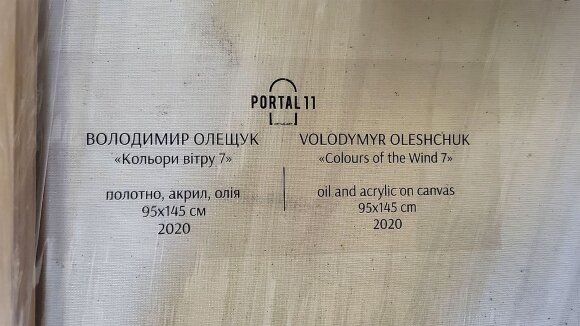 PORTAL 11
ВОЛОДИМИР ОЛЕЩУК
«Кольори вітру 7»
полотно, акрил, олія
95х145 см
2020
VOLODYMYR OLESHCHUK
«Colours of the Wind 7»
oil and acrylic on canvas
95x145 cm
2020